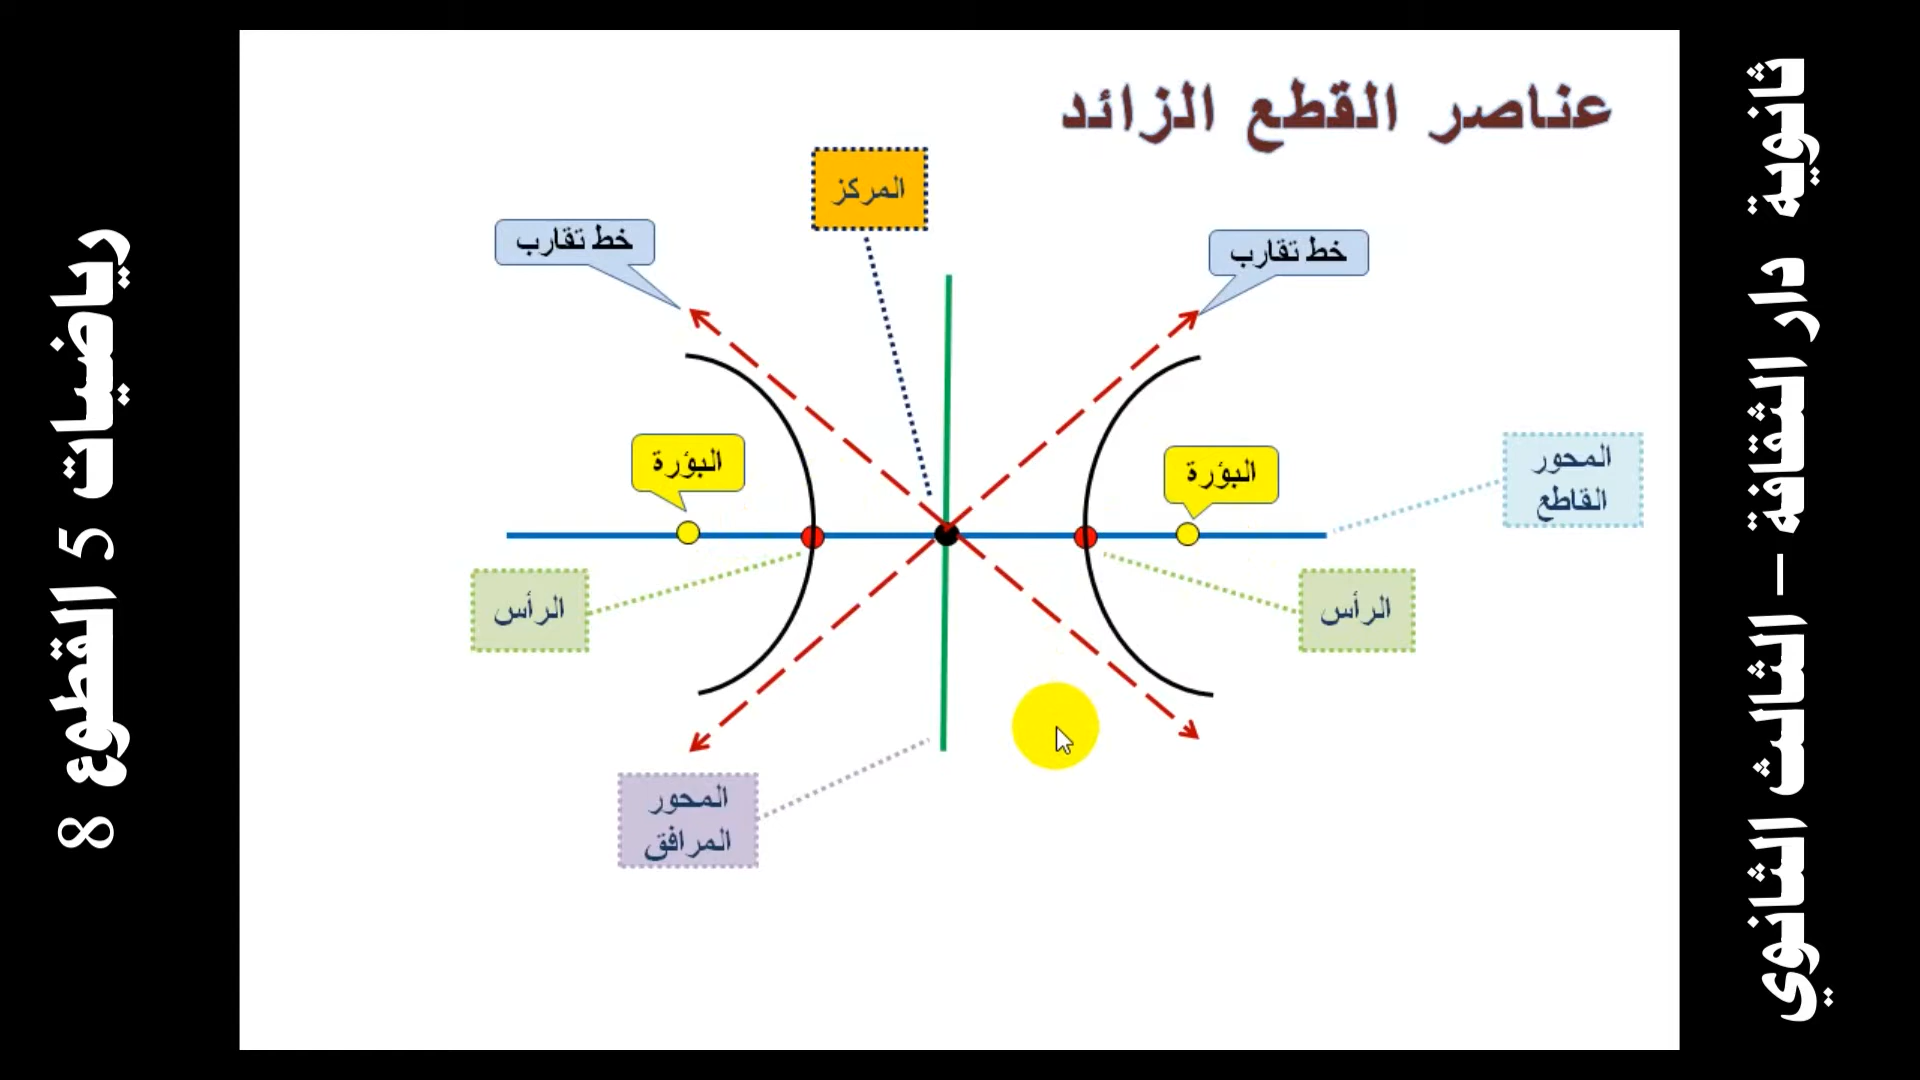 عناصر القطع الزائد
المركز
خط تقارب
خط تقارب
البؤرة
البؤرة
المحور
القاطع
الرأس
الرأس
المحور
المرافق
ثانوية دار الثقافة – الثالث الثانوي
رياضيات 5 القطوع 8